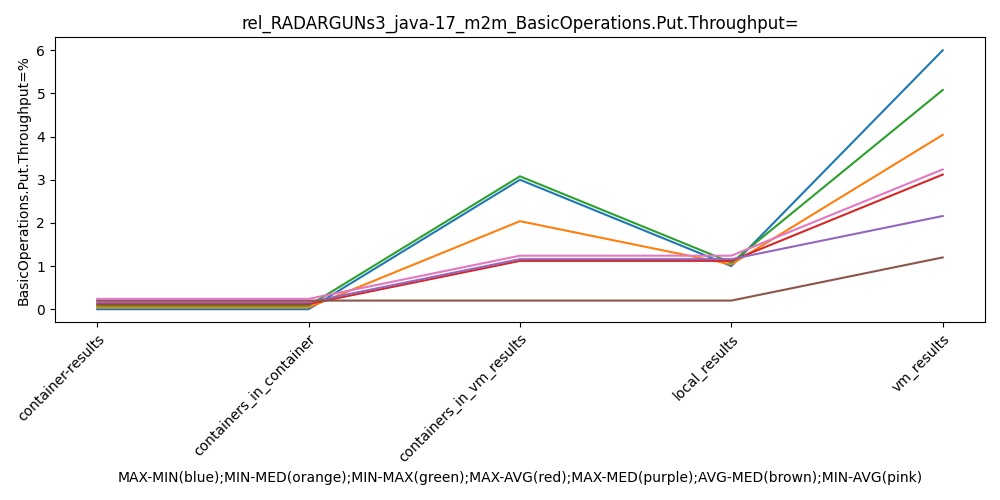 rel_RADARGUNs3_java-17_m2m_BasicOperations.Put.Throughput=
BasicOperations.Put.Throughput=%
6
5
4
3
2
1
0
container-results
containers_in_container
containers_in_vm_results
local_results
vm_results
MAX-MIN(blue);MIN-MED(orange);MIN-MAX(green);MAX-AVG(red);MAX-MED(purple);AVG-MED(brown);MIN-AVG(pink)